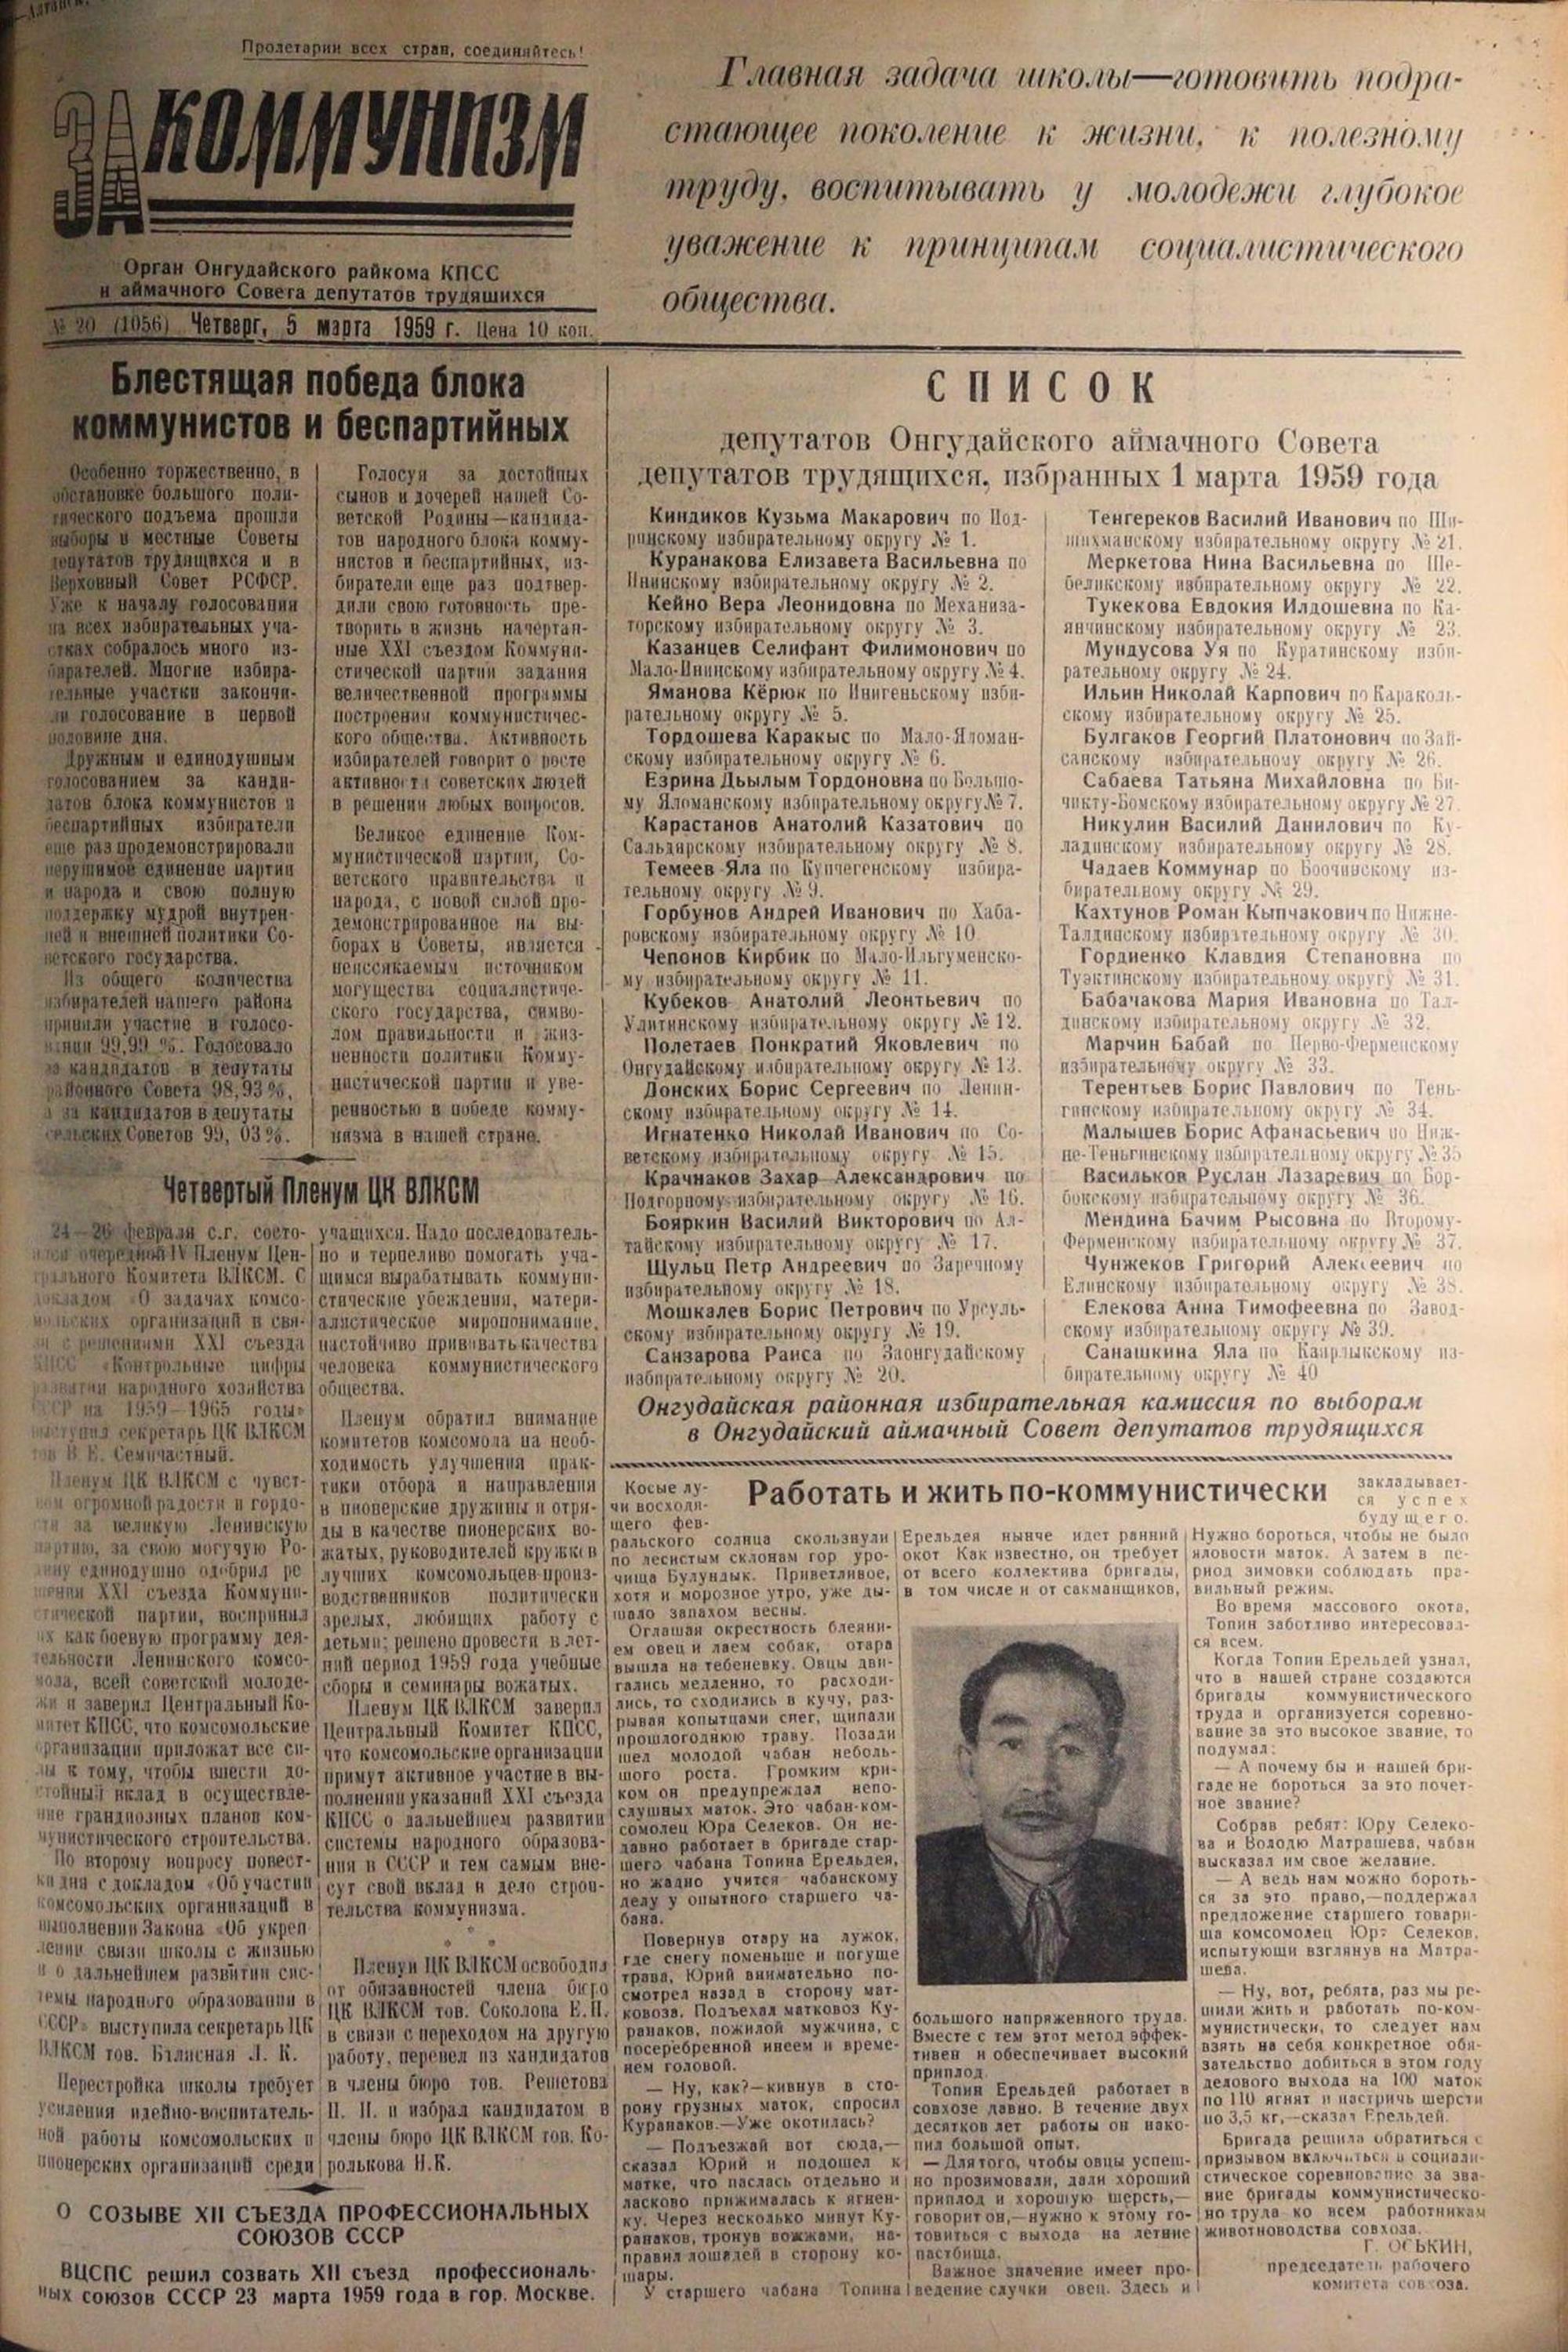 Пролетарии всех стран, соединяйтесь!
ЗА КОММУНИЗМ
Орган Онгудайского райкома КПСС
и аймачного Совета депутатов трудящихся
№ 20 (1056) Четверг, 5 марта 1959 г. Цена 10 коп.
Главная задача школы—готовить подра-
стающее поколение к жизни, к полезному
труду, воспитывать у молодежи глубокое
уважение к принципам социалистического
общества.
Блестящая победа блока
коммунистов и беспартийных
Особенно торжественно, в
обстановке большого поли-
тического подъема прошли
выборы в местные Советы
депутатов трудящихся и в
Верховный Совет РСФСР.
Уже к началу голосования
на всех избирательных уча-
стках собралось много из-
бирателей. Многие избира-
тельные участки закончи-
ли голосование в первой
половине дня.
Дружным и единодушным
голосованием за канди-
датов блока коммунистов и
беспартийных избиратели
еще раз продемонстрировали
нерушимое единение партии
и народа и свою полную
поддержку мудрой внутрен-
ней и внешней политики Со-
ветского государства.
Из общего количества
избирателей нашего района
приняли участие в голосо-
вании 99,99 %. Голосовало
за кандидатов в депутаты
районного Совета 98,93%,
а за кандидатов в депутаты
сельских Советов 99, 03%.
Голосуя за достойных
сынов и дочерей нашей Со-
ветской Родины—кандида-
тов народного блока комму-
нистов и беспартийных, из-
биратели еще раз подтвер-
дили свою готовность пре-
творить в жизнь начертан-
ные XXI съездом Коммуни-
стической партии задания
величественной программы
построения коммунистичес-
кого общества. Активность
избирателей говорит о росте
активности советских людей
в решении любых вопросов.
Великое единение Ком-
мунистической партии, Со-
ветского правительства и
народа, с новой силой про-
демонстрированное на вы-
борах в Советы, является
неиссякаемым источником
могущества социалистиче-
ского государства, симво-
лом правильности и жиз-
ненности политики Комму-
нистической партии и уве-
ренностью в победе комму-
низма в нашей стране.
Четвертый Пленум ЦК ВЛКСМ
24—26 февраля с.г. состо-
ялся очередной IV Пленум Цен-
трального Комитета ВЛКСМ. С
докладом «О задачах комсо-
мольских организаций в свя-
зи с решениями XXI съезда
КПСС «Контрольные цифры
развития народного хозяйства
СССР на 1959—1965 годы»
выступил секретарь ЦК ВЛКСМ
тов В Е. Семичастный.
Пленум ЦК ВЛКСМ с чувст-
вом огромной радости и гордо-
сти за великую Ленинскую
партию, за свою могучую Ро-
дину единодушно одобрил ре
шения XXI съезда Коммуни-
стической партии, воспринял
их как боевую программу дея-
тельности Ленинского комсо-
мола, всей советской молоде-
жи и заверил Центральный Ко-
митет КПСС, что комсомольские
организации приложат все си-
лы к тому, чтобы внести до-
стойный вклад в осуществле-
ние грандиозных планов ком-
мунистического строительства.
По второму вопросу повест-
ки дня с докладом «Об участии
комсомольских организаций в
выполнении Закона «Об укреп
лении связи школы с жизнью
и о дальнейшем развитии сис-
темы народного образования в
СССР» выступила секретарь ЦК
ВЛКСМ тов. Балясная Л. К.
Перестройка школы требует
усиления идейно-воспитатель-
ной работы комсомольских и
пионерских организаций среди
учащихся. Надо последователь-
но и терпеливо помогать уча-
щимся вырабатывать коммуни-
стические убеждения, матери-
алистическое миропонимание,
настойчиво прививать качества
человека коммунистического
общества.
Пленум обратил внимание
комитетов комсомола на необ-
ходимость улучшения прак-
тики отбора и направления
в пионерские дружины и отря-
ды в качестве пионерских во-
жатых, руководителей кружков
лучших комсомольцев-произ-
водственников политически
зрелых, любящих работу с
детьми; решено провести в лет-
ний период 1959 года учебные
сборы и семинары вожатых.
Пленум ЦК ВЛКСМ заверил
Центральный Комитет КПСС,
что комсомольские организации
примут активное участие в вы-
полнении указаний XXI съезда
КПСС о дальнейшем развитии
системы народного образова-
ния в СССР и тем самым вне-
сут свой вклад в дело строи-
тельства коммунизма.
Пленум ЦК ВЛКСМ освободил
от обязанностей члена бюро
ЦК ВЛКСМ тов. Соколова Е.П.
в связи с переходом на другую
работу, перевел из кандидатов
в члены бюро тов. Решетова
П. П. и избрал кандидатом в
члены бюро ЦК ВЛКСМ тов. Ко-
ролькова Н.К.
О СОЗЫВЕ XII СЪЕЗДА ПРОФЕССИОНАЛЬНЫХ
СОЮЗОВ СССР
ВЦСПС решил созвать XII съезд профессиональ-
ных союзов СССР 23 марта 1959 года в гор. Москве.
СПИСОК
депутатов Онгудайского аймачного Совета
депутатов трудящихся, избранных 1 марта 1959 года
Киндиков Кузьма Макарович по Под-
ринскому избирательному округу № 1.
Куранакова Елизавета Васильевна по
Ининскому избирательному округу № 2.
Кейно Вера Леонидовна по Механиза-
торскому избирательному округу № 3.
Казанцев Селифант Филимонович по
Мало-Ининскому избирательному округу № 4.
Яманова Кёрюк по Инигеньскому изби-
рательному округу № 5.
Тордошева Каракыс по Мало-Яломан-
скому избирательному округу № 6.
Езрина Дьылым Тордоновна по Большо-
му Яломанскому избирательному округу № 7.
Карастанов Анатолий Казатович по
Сальдярскому избирательному округу № 8.
Темеев Яла по Купчегенскому избира-
тельному округу № 9.
Горбунов Андрей Иванович по Хаба-
ровскому избирательному округу № 10
Чепонов Кирбик по Мало-Ильгуменско-
му избирательному округу № 11.
Кубеков Анатолий Леонтьевич по
Улитинскому избирательному округу № 12.
Полетаев Понкратий Яковлевич по
Онгудайскому избирательному округу № 13.
Донских Борис Сергеевич по Ленин-
скому избирательному округу № 14.
Игнатенко Николай Иванович по Со-
ветскому избирательному округу № 15.
Крачнаков Захар Александрович по
Подгорному избирательному округу № 16.
Бояркин Василий Викторович по Ал-
тайскому избирательному округу № 17.
Шульц Петр Андреевич по Заречному
избирательному округу № 18.
Мошкалев Борис Петрович по Урсуль-
скому избирательному округу № 19.
Санзарова Раиса по Заонгудайскому
избирательному округу № 20.
Тенгереков Василий Иванович по Ши-
шихманскому избирательному округу № 21.
Меркетова Нина Васильевна по Ше-
беликскому избирательному округу № 22.
Тукекова Евдокия Илдошевна по Ка-
янчинскому избирательному округу № 23.
Мундусова Уя по Куратинскому изби-
рательному округу № 24.
Ильин Николай Карпович по Караколь-
скому избирательному округу № 25.
Булгаков Георгий Платонович по Зай-
санскому избирательному округу № 26.
Сабаева Татьяна Михайловна по Би-
чикту-Бомскому избирательному округу № 27.
Никулин Василий Данилович по Ку-
ладинскому избирательному округу № 28.
Чадаев Коммунар по Боочинскому из-
бирательному округу № 29.
Кахтунов Роман Кыпчакович по Нижне-
Талдинскому избирательному округу № 30.
Гордиенко Клавдия Степановна по
Туэктинскому избирательному округу № 31.
Бабачакова Мария Ивановна по Тал-
динскому избирательному округу № 32.
Марчин Бабай по Перво-Ферменскому
избирательному округу № 33.
Терентьев Борис Павлович по Тень-
гинскому избирательному округу № 34.
Малышев Борис Афанасьевич по Ниж-
не-Теньгинскому избирательному округу № 35
Васильков Руслан Лазаревич по Бор-
бокскому избирательному округу № 36.
Мендина Бачим Рысовна по Второму-
Ферменскому избирательному округу № 37.
Чунжеков Григорий Алексеевич по
Елинскому избирательному округу № 38.
Елекова Анна Тимофеевна по Завод-
скому избирательному округу № 39.
Санашкина Яла по Каирлыкскому из-
бирательному округу № 40
Онгудайская районная избирательная камиссия по выборам
в Онгудайский аймачный Совет депутатов трудящихся
Работать и жить по-коммунистически
Косые лу-
чи восходя-
щего фев-
ральского солнца скользнули
по лесистым склонам гор уро-
чища Булундык. Приветливое,
хотя и морозное утро, уже ды-
шало запахом весны.
Оглашая окрестность блеяни-
ем овец и лаем собак, отара
вышла на тебеневку. Овцы дви-
гались медленно, то расходи-
лись, то сходились в кучу, раз-
рывая копытцами снег, щипали
прошлогоднюю траву. Позади
шел молодой чабан неболь-
шого роста. Громким кри-
ком он предупреждал непо-
слушных маток. Это чабан-ком-
сомолец Юра Селеков. Он не-
давно работает в бригаде стар-
шего чабана Топина Ерельдея,
но жадно учится чабанскому
делу у опытного старшего ча-
бана.
Повернув отару на лужок,
где снегу поменьше и погуще
трава, Юрий внимательно по-
смотрел назад в сторону мат-
ковоза. Подъехал матковоз Ку-
ранаков, пожилой мужчина, с
посеребренной инеем и време-
нем головой.
— Ну, как?—кивнув в сто-
рону грузных маток, спросил
Куранаков.—Уже окотилась?
— Подъезжай вот сюда,—
сказал Юрий и подошел к
матке, что паслась отдельно и
ласково прижималась к ягнен-
ку. Через несколько минут Ку-
ранаков, тронув вожжами, на-
правил лошадей в сторону ко-
шары.
У старшего чабана Топина
Ерельдея нынче идет ранний
окот Как известно, он требует
от всего коллектива бригады,
в том числе и от сакманщиков,
большого напряженного труда.
Вместе с тем этот метод эффек-
тивен и обеспечивает высокий
приплод.
Топин Ерельдей работает в
совхозе давно. В течение двух
десятков лет работы он нако-
пил большой опыт.
— Для того, чтобы овцы успеш-
но прозимовали, дали хороший
приплод и хорошую шерсть,—
говорит он,—нужно к этому го-
товиться с выхода на летние
пастбища.
Важное значение имеет про-
ведение случки овец. Здесь и
закладывает-
ся успех
будущего.
Нужно бороться, чтобы не было
яловости маток. А затем в пе-
риод зимовки соблюдать пра-
вильный режим.
Во время массового окота,
Топин заботливо интересовал-
ся всем.
Когда Топин Ерельдей узнал,
что в нашей стране создаются
бригады коммунистического
труда и организуется соревно-
вание за это высокое звание, то
подумал:
— А почему бы и нашей бри-
гаде не бороться за это почет-
ное звание?
Собрав ребят: Юру Селеко-
ва и Володю Матрашева, чабан
высказал им свое желание.
— А ведь нам можно бороть-
ся за это право,—поддержал
предложение старшего товари-
ща комсомолец Юра Селеков,
испытующи взглянув на Матра-
шева.
— Ну, вот, ребята, раз мы ре-
шили жить и работать по-ком-
мунистически, то следует нам
взять на себя конкретное обя-
зательство добиться в этом году
делового выхода на 100 маток
по 110 ягнят и настричь шерсти
по 3,5 кг,—сказал Ерельдей.
Бригада решила обратиться с
призывом включиться в социали-
стическое соревнование за зва-
ние бригады коммунистическо-
но труда ко всем работникам
животноводства совхоза.
Г. ОСЬКИН,
председатель рабочего
комитета совхоза.